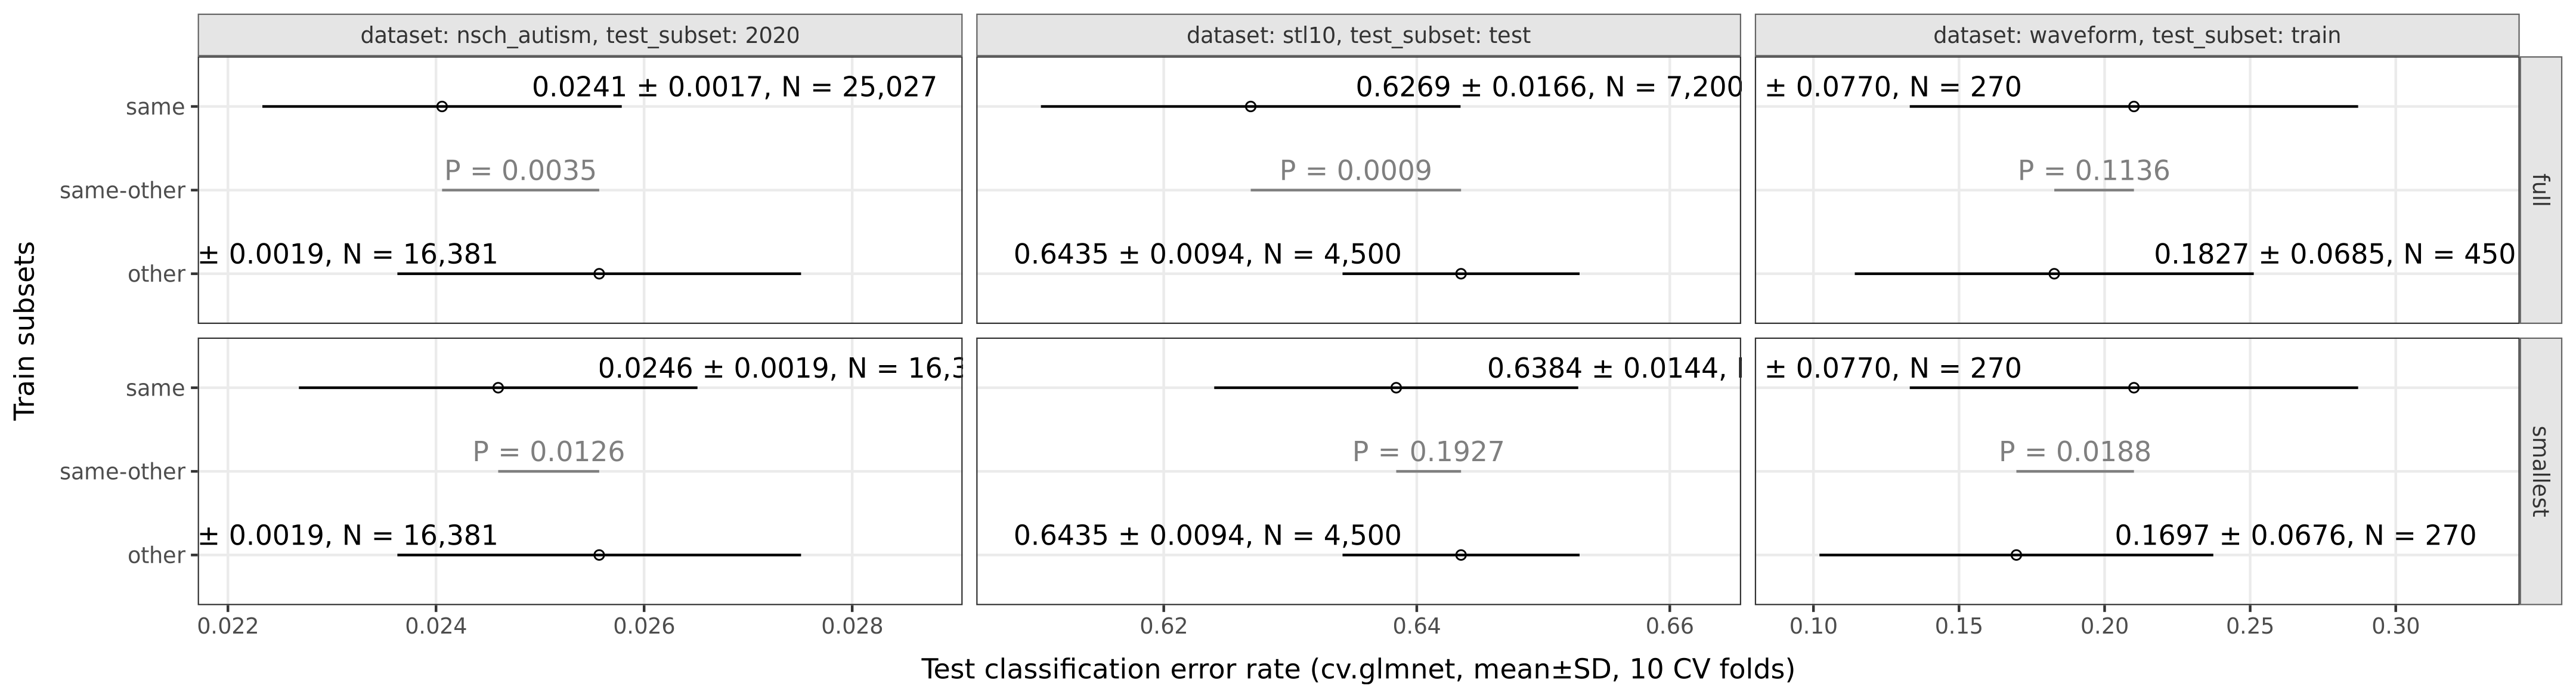 dataset: nsch_autism, test_subset: 2020
dataset: stl10, test_subset: test
dataset: waveform, test_subset: train
Train subsets
same
same-other
other
0.0241 ± 0.0017, N = 25,027
P = 0.0035
± 0.0019, N = 16,381
0.6269 ± 0.0166, N = 7,200
P = 0.0009
0.6435 ± 0.0094, N = 4,500
± 0.0770, N = 270
P = 0.1136
0.1827 ± 0.0685, N = 450
full
same
same-other
other
0.0246 ± 0.0019, N = 16,3
P = 0.0126
± 0.0019, N = 16,381
0.6384 ± 0.0144,
P = 0.1927
0.6435 ± 0.0094, N = 4,500
± 0.0770, N = 270
P = 0.0188
0.1697 ± 0.0676, N = 270
smallest
0.022 0.024 0.026 0.028
0.62 0.64 0.66
0.10 0.15 0.20 0.25 0.30
Test classification error rate (cv.glmnet, mean±SD, 10 CV folds)